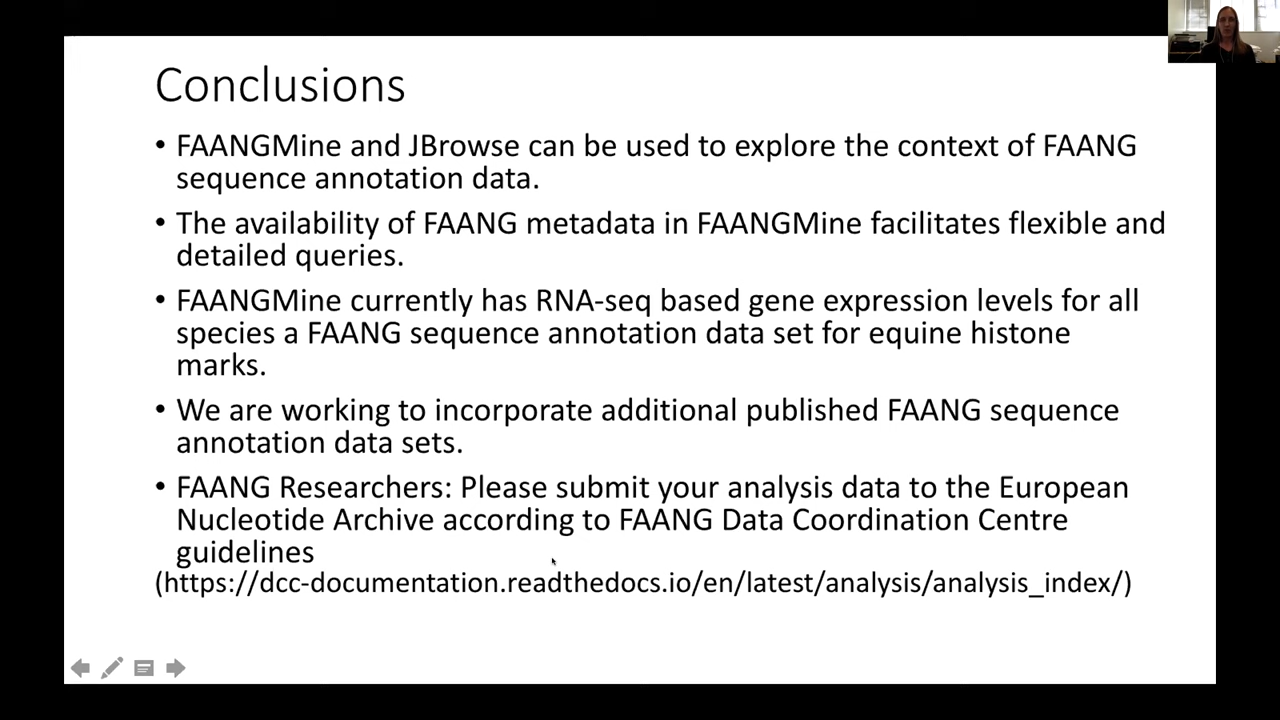 Conclusions
• FAANGMine and JBrowse can be used to explore the context of FAANG
sequence annotation data.
• The availability of FAANG metadata in FAANGMine facilitates flexible and
detailed queries.
• FAANGMine currently has RNA-seq based gene expression levels for all
species a FAANG sequence annotation data set for equine histone
marks.
• We are working to incorporate additional published FAANG sequence
annotation data sets.
• FAANG Researchers: Please submit your analysis data to the European
Nucleotide Archive according to FAANG Data Coordination Centre
guidelines
(https://dcc-documentation.readthedocs.io/en/latest/analysis/analysis_index/)